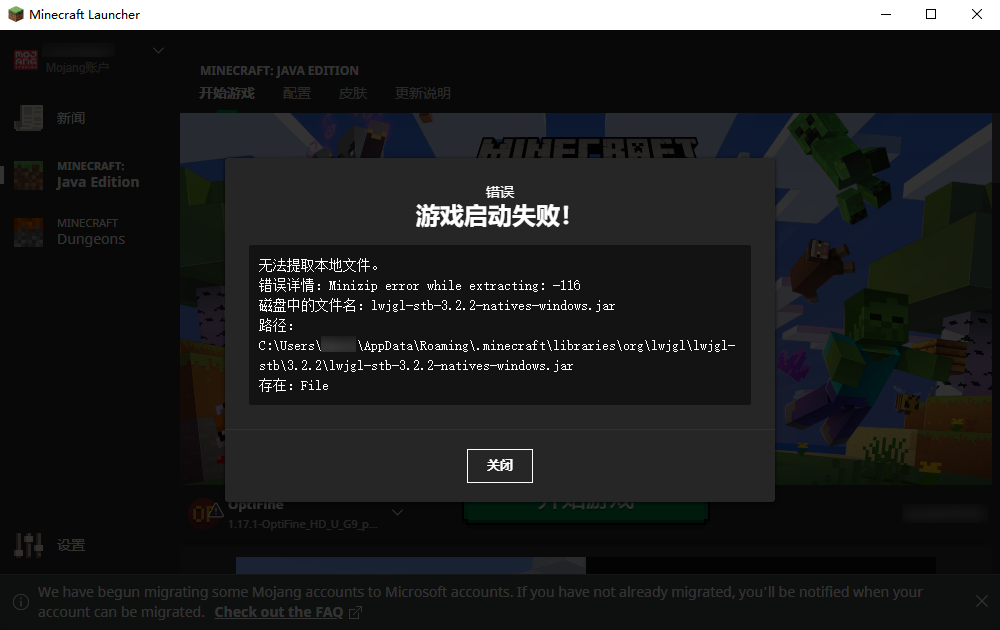 Minecraft Launcher
Mojang账户
MINECRAFT: JAVA EDITION
开始游戏 配置 皮肤 更新说明
新闻
MINECRAFT:
Java Edition
MINECRAFT
Dungeons
MINECRAFT
错误
游戏启动失败!
无法提取本地文件。
错误详情: Minizip error while extracting: -116
磁盘中的文件名: lwjgl-stb-3.2.2-natives-windows.jar
路径:
C:\Users\ \AppData\Roaming\.minecraft\libraries\org\lwjgl\lwjgl-
stb\3.2.2\lwjgl-stb-3.2.2-natives-windows.jar
存在: File
关闭
OptiFine
1.17.1-OptiFine_HD_U_G9_p...
开始游戏
设置
We have begun migrating some Mojang accounts to Microsoft accounts. If you have not already migrated, you'll be notified when your
account can be migrated. Check out the FAQ